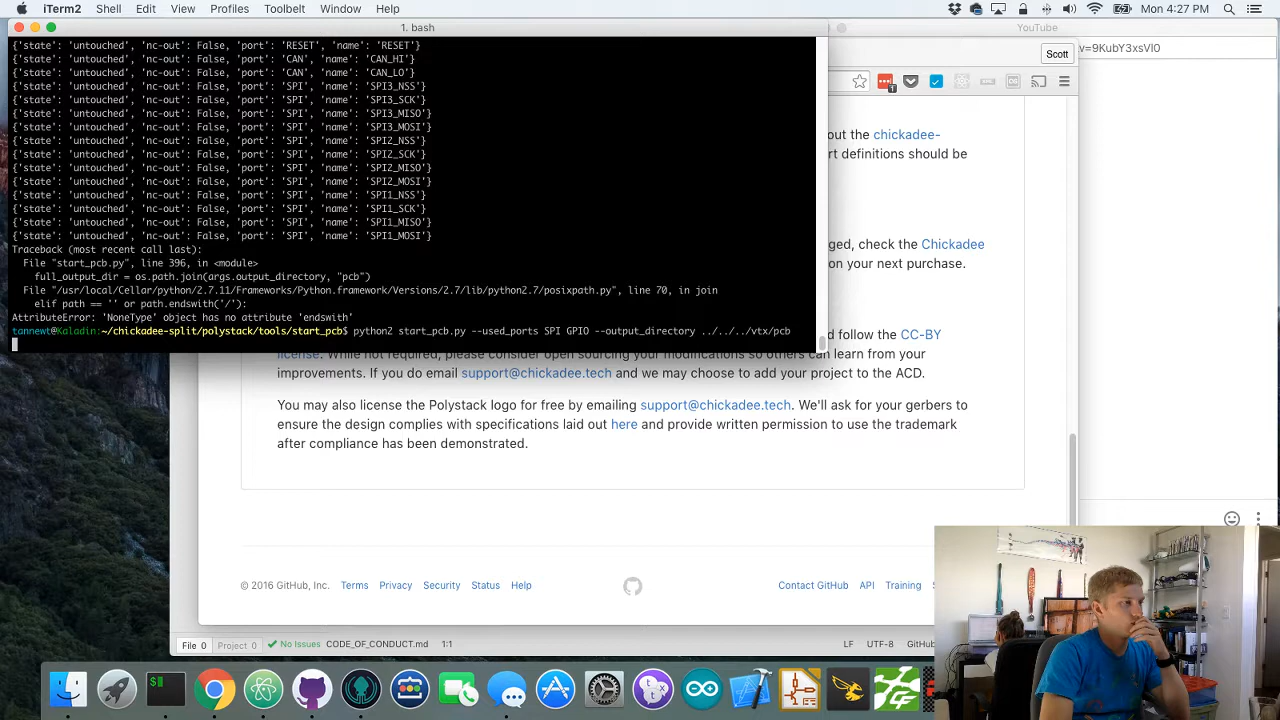 iTerm2 Shell Edit View Profiles Toolbelt Window Help
Mon 4:27 PM
1. bash
YouTube
{'state': 'untouched', 'nc-out': False, 'port': 'RESET', 'name': 'RESET'}
{'state': 'untouched', 'nc-out': False, 'port': 'CAN', 'name': 'CAN_HI'}
{'state': 'untouched', 'nc-out': False, 'port': 'CAN', 'name': 'CAN_LO'}
{'state': 'untouched', 'nc-out': False, 'port': 'SPI', 'name': 'SPI3_NSS'}
{'state': 'untouched', 'nc-out': False, 'port': 'SPI', 'name': 'SPI3_SCK'}
{'state': 'untouched', 'nc-out': False, 'port': 'SPI', 'name': 'SPI3_MISO'}
{'state': 'untouched', 'nc-out': False, 'port': 'SPI', 'name': 'SPI3_MOSI'}
{'state': 'untouched', 'nc-out': False, 'port': 'SPI', 'name': 'SPI2_NSS'}
{'state': 'untouched', 'nc-out': False, 'port': 'SPI', 'name': 'SPI2_SCK'}
{'state': 'untouched', 'nc-out': False, 'port': 'SPI', 'name': 'SPI2_MISO'}
{'state': 'untouched', 'nc-out': False, 'port': 'SPI', 'name': 'SPI2_MOSI'}
{'state': 'untouched', 'nc-out': False, 'port': 'SPI', 'name': 'SPI1_NSS'}
{'state': 'untouched', 'nc-out': False, 'port': 'SPI', 'name': 'SPI1_SCK'}
{'state': 'untouched', 'nc-out': False, 'port': 'SPI', 'name': 'SPI1_MISO'}
{'state': 'untouched', 'nc-out': False, 'port': 'SPI', 'name': 'SPI1_MOSI'}
Traceback (most recent call last):
File "start_pcb.py", line 396, in <module>
full_output_dir = os.path.join(args.output_directory, "pcb")
File "/usr/local/Cellar/python/2.7.11/Frameworks/Python.framework/Versions/2.7/lib/python2.7/posixpath.py", line 70, in join
elif path == '' or path.endswith('/'):
AttributeError: 'NoneType' object has no attribute 'endswith'
tannewt@Kaladin:~/chickadee-split/polystack/tools/start_pcb$ python2 start_pcb.py --used_ports SPI GPIO --output_directory ../../../vtx/pcb
Scott
v=9KubY3xsVI0
out the chickadee-
rt definitions should be
ged, check the Chickadee
on your next purchase.
d follow the CC-BY
license. While not required, please consider open sourcing your modifications so others can learn from your
improvements. If you do email support@chickadee.tech and we may choose to add your project to the ACD.
You may also license the Polystack logo for free by emailing support@chickadee.tech. We'll ask for your gerbers to
ensure the design complies with specifications laid out here and provide written permission to use the trademark
after compliance has been demonstrated.
© 2016 GitHub, Inc. Terms Privacy Security Status Help
Contact GitHub API Training
File 0 Project 0 No Issues CODE_OF_CONDUCT.md 1:1
LF UTF-8 GitHub